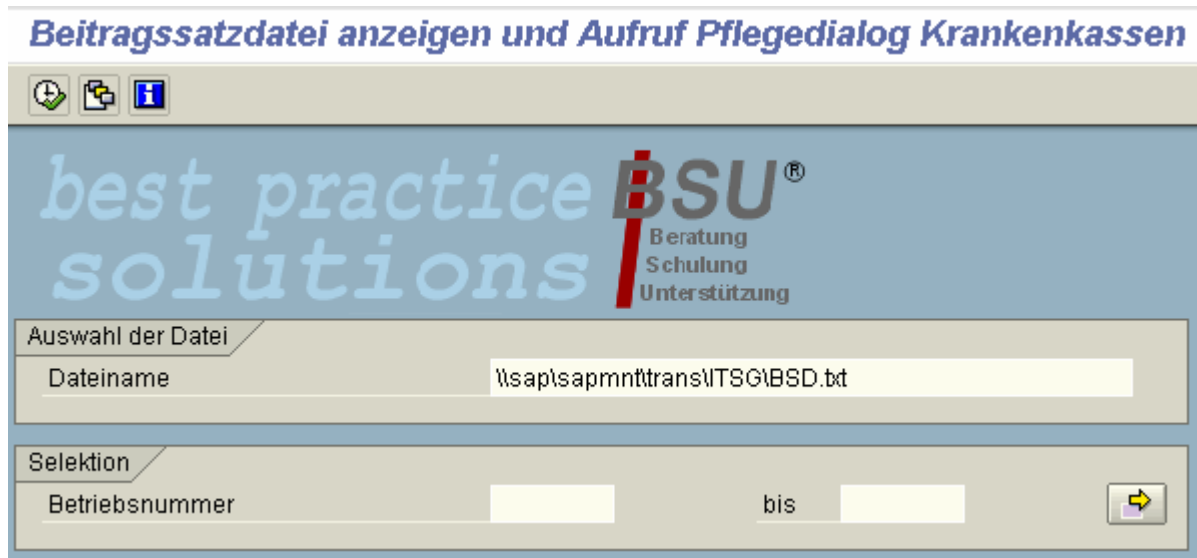 Beitragssatzdatei anzeigen und Aufruf Pflegedialog Krankenkassen
best practice
solutions
BSU®
Beratung
Schulung
Unterstützung
Auswahl der Datei
Dateiname \\sap\sapmnt\trans\ITSG\BSD.txt
Selektion
Betriebsnummer bis